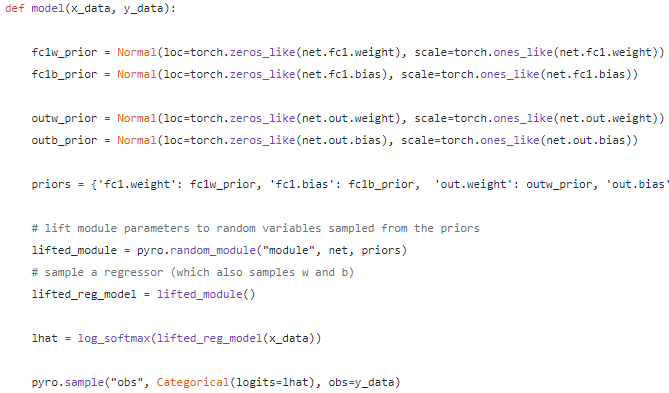 def model(x_data, y_data):
fc1w_prior = Normal(loc=torch.zeros_like(net.fc1.weight), scale=torch.ones_like(net.fc1.weight))
fc1b_prior = Normal(loc=torch.zeros_like(net.fc1.bias), scale=torch.ones_like(net.fc1.bias))
outw_prior = Normal(loc=torch.zeros_like(net.out.weight), scale=torch.ones_like(net.out.weight))
outb_prior = Normal(loc=torch.zeros_like(net.out.bias), scale=torch.ones_like(net.out.bias))
priors = {'fc1.weight': fc1w_prior, 'fc1.bias': fc1b_prior,  'out.weight': outw_prior, 'out.bias'
# lift module parameters to random variables sampled from the priors
lifted_module = pyro.random_module("module", net, priors)
# sample a regressor (which also samples w and b)
lifted_reg_model = lifted_module()
lhat = log_softmax(lifted_reg_model(x_data))
pyro.sample("obs", Categorical(logits=lhat), obs=y_data)